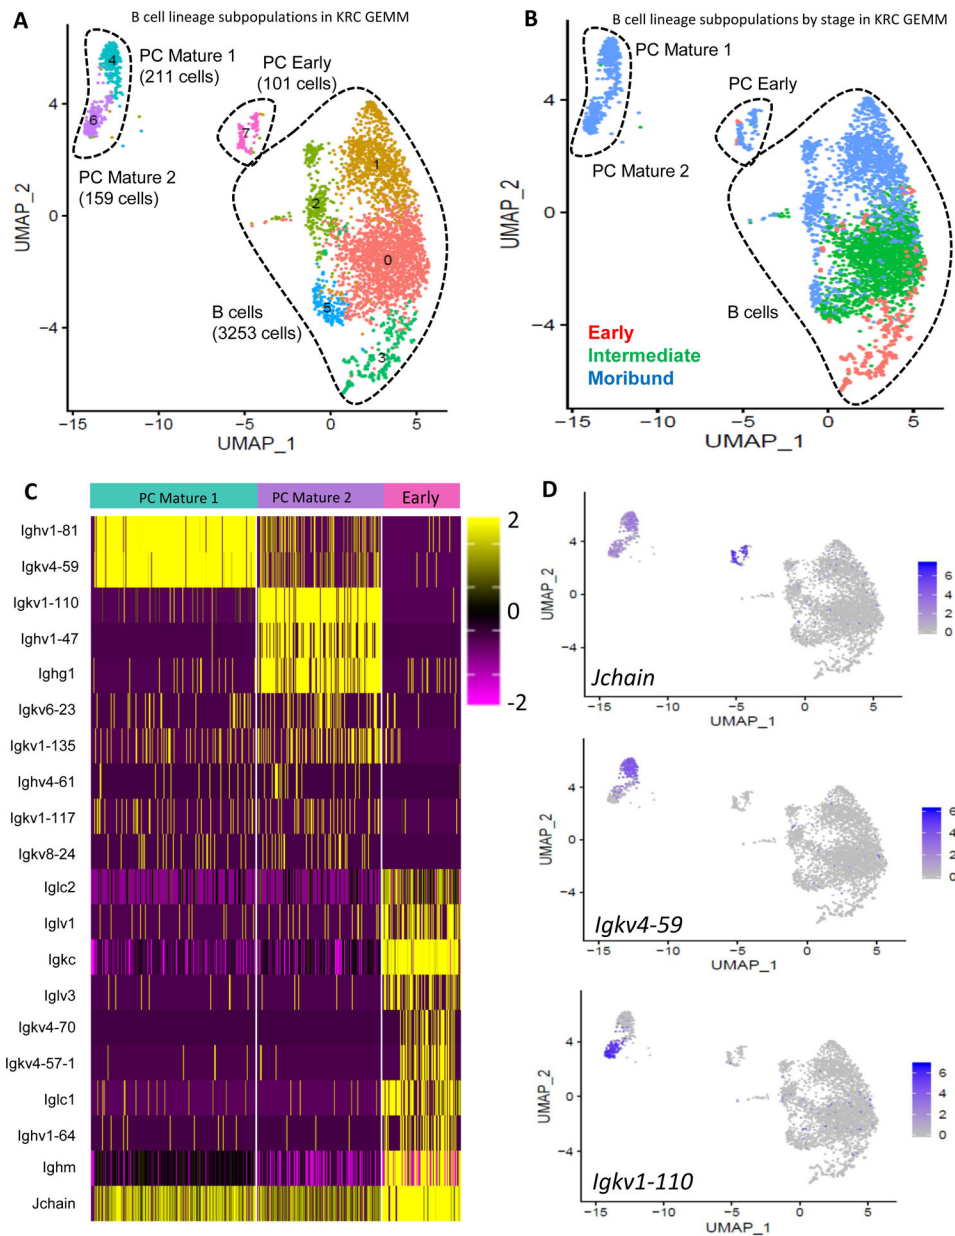 A
B cell lineage subpopulations in KRC GEMM
PC Mature 1
(211 cells)
PC Early
(101 cells)
4
6
7
1
2
0
5
3
PC Mature 2
(159 cells)
B cells
(3253 cells)
UMAP_2
4
0
−4
−15
−10
−5
0
5
UMAP_1
B
B cell lineage subpopulations by stage in KRC GEMM
PC Mature 1
PC Early
PC Mature 2
B cells
Early
Intermediate
Moribund
UMAP_2
4
0
−4
−15
−10
−5
0
5
UMAP_1
C
PC Mature 1
PC Mature 2
Early
Ighv1-81
Igkv4-59
Igkv1-110
Ighv1-47
Ighg1
Igkv6-23
Igkv1-135
Ighv4-61
Igkv1-117
Igkv8-24
Iglc2
Iglv1
Igkc
Iglv3
Igkv4-70
Igkv4-57-1
Iglc1
Ighv1-64
Ighm
Jchain
2
0
-2
D
UMAP_2
4
0
−4
Jchain
−15
−10
−5
0
5
UMAP_1
6
4
2
0
UMAP_2
4
0
−4
Igkv4-59
−15
−10
−5
0
5
UMAP_1
6
4
2
0
UMAP_2
4
0
−4
Igkv1-110
−15
−10
−5
0
5
UMAP_1
6
4
2
0